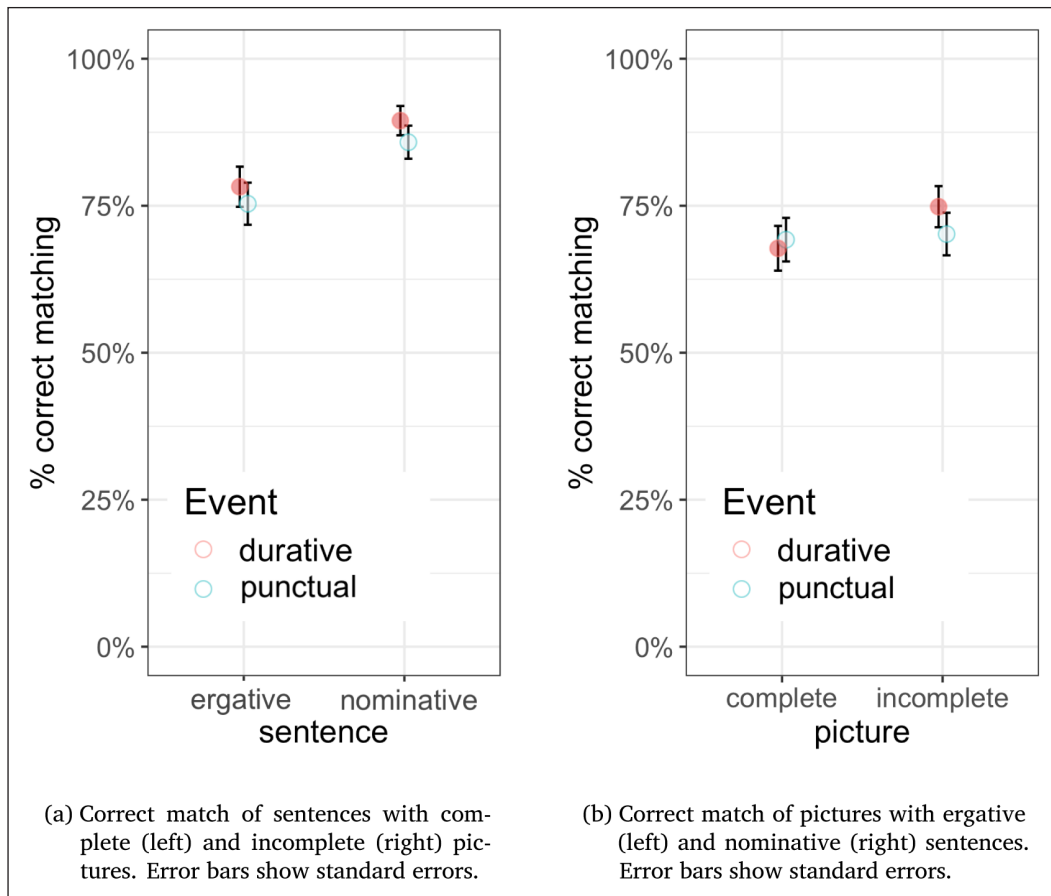 100%
75%
50%
25%
0%
% correct matching
Event
durative
punctual
ergative nominative
sentence
(a) Correct match of sentences with com-
plete (left) and incomplete (right) pic-
tures. Error bars show standard errors.
100%
75%
50%
25%
0%
% correct matching
Event
durative
punctual
complete incomplete
picture
(b) Correct match of pictures with ergative
(left) and nominative (right) sentences.
Error bars show standard errors.